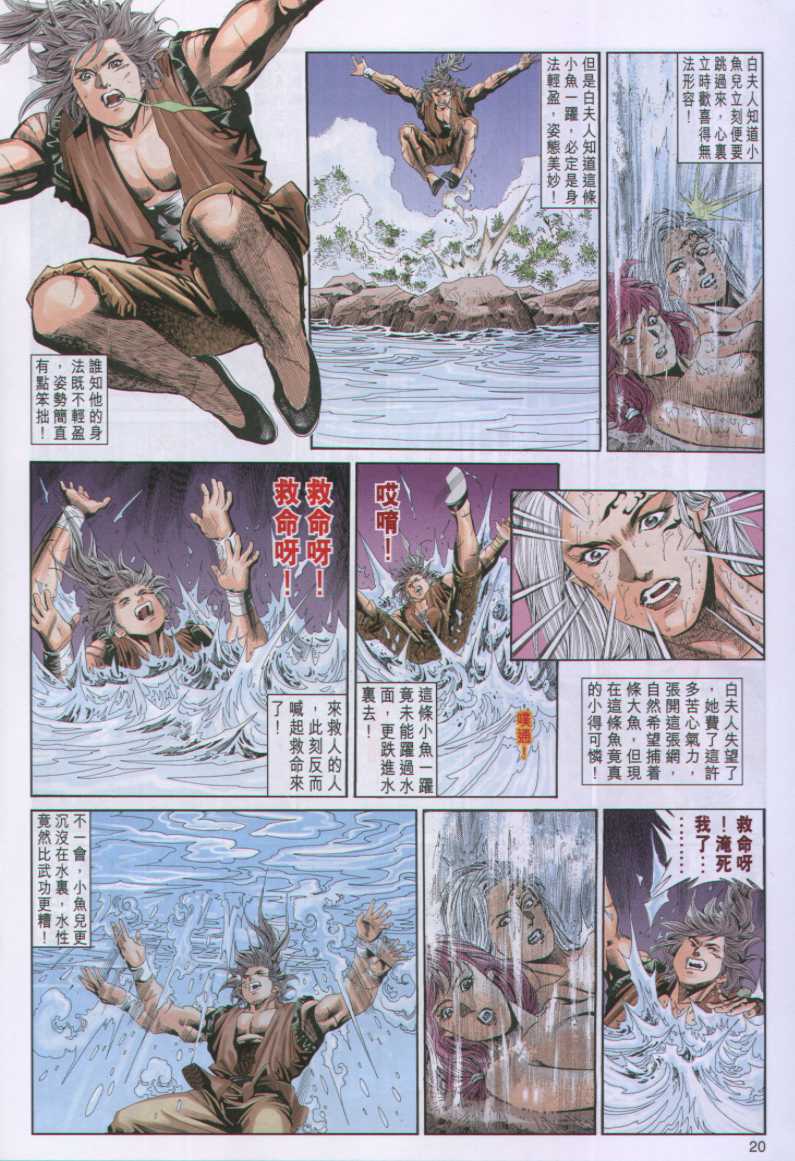 白夫人知道小
魚兒立刻便要
跳過來，心裏
立時歡喜得無
法形容！
但是白夫人知道這條
小魚一躍，必定是身
法輕盈，姿態美妙！
誰知他的身
法既不輕盈
，姿勢簡直
有點笨拙！
白夫人失望了
，她費了這許
多苦心氣力，
張開這張網，
自然希望捕着
條大魚，但現
在這條魚竟真
的小得可憐！
哎唷！
噗通！
這條小魚一躍
竟未能躍過水
面，更跌進水
裏去！
救命呀！
救命呀！
來救人的人
，此刻反而
喊起救命來
了！
救命呀
！淹死
我了…
………
不一會，小魚兒更
沉沒在水裏，水性
竟然比武功更糟！
20